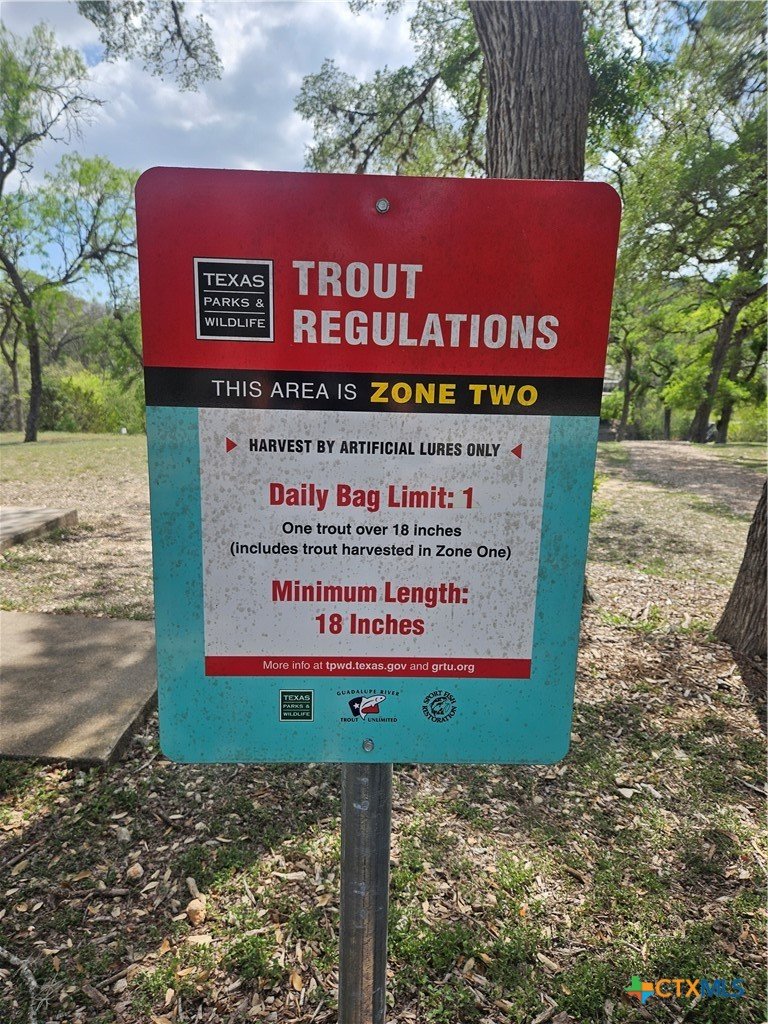 TEXAS
PARKS &
WILDLIFE
TROUT
REGULATIONS
THIS AREA IS ZONE TWO
HARVEST BY ARTIFICIAL LURES ONLY
Daily Bag Limit: 1
One trout over 18 inches
(includes trout harvested in Zone One)
Minimum Length:
18 Inches
More info at tpwd.texas.gov and grtu.org
TEXAS
PARKS &
WILDLIFE
GUADALUPE RIVER
TROUT UNLIMITED
SPORT FISH
RESTORATION
CTXMLS